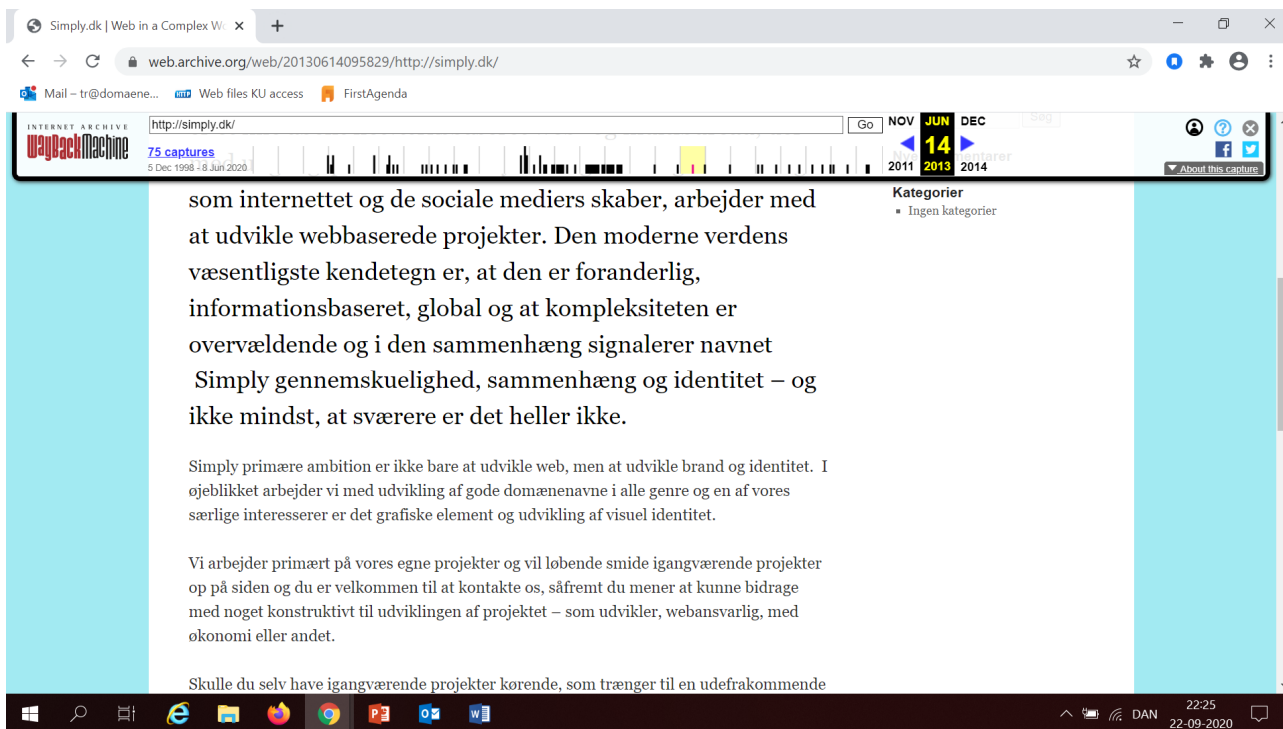 Simply.dk | Web in a Complex Wo
web.archive.org/web/20130614095829/http://simply.dk/
Mail – tr@domaene... Web files KU access FirstAgenda
INTERNET ARCHIVE
WayBackMachine
http://simply.dk/
Go
NOV JUN DEC
Søg
75 captures
5 Dec 1998 - 8 Jun 2020
14
2011 2013 2014
About this capture
Kategorier
Ingen kategorier
som internettet og de sociale mediers skaber, arbejder med
at udvikle webbaserede projekter. Den moderne verdens
væsentligste kendetegn er, at den er foranderlig,
informationsbaseret, global og at kompleksiteten er
overvældende og i den sammenhæng signalerer navnet
Simply gennemskuelighed, sammenhæng og identitet – og
ikke mindst, at sværere er det heller ikke.
Simply primære ambition er ikke bare at udvikle web, men at udvikle brand og identitet. I
øjeblikket arbejder vi med udvikling af gode domænenavne i alle genre og en af vores
særlige interesserer er det grafiske element og udvikling af visuel identitet.
Vi arbejder primært på vores egne projekter og vil løbende smide igangværende projekter
op på siden og du er velkommen til at kontakte os, såfremt du mener at kunne bidrage
med noget konstruktivt til udviklingen af projektet – som udvikler, webansvarlig, med
økonomi eller andet.
Skulle du selv have igangværende projekter kørende, som trænger til en udefrakommende
DAN
22:25
22-09-2020